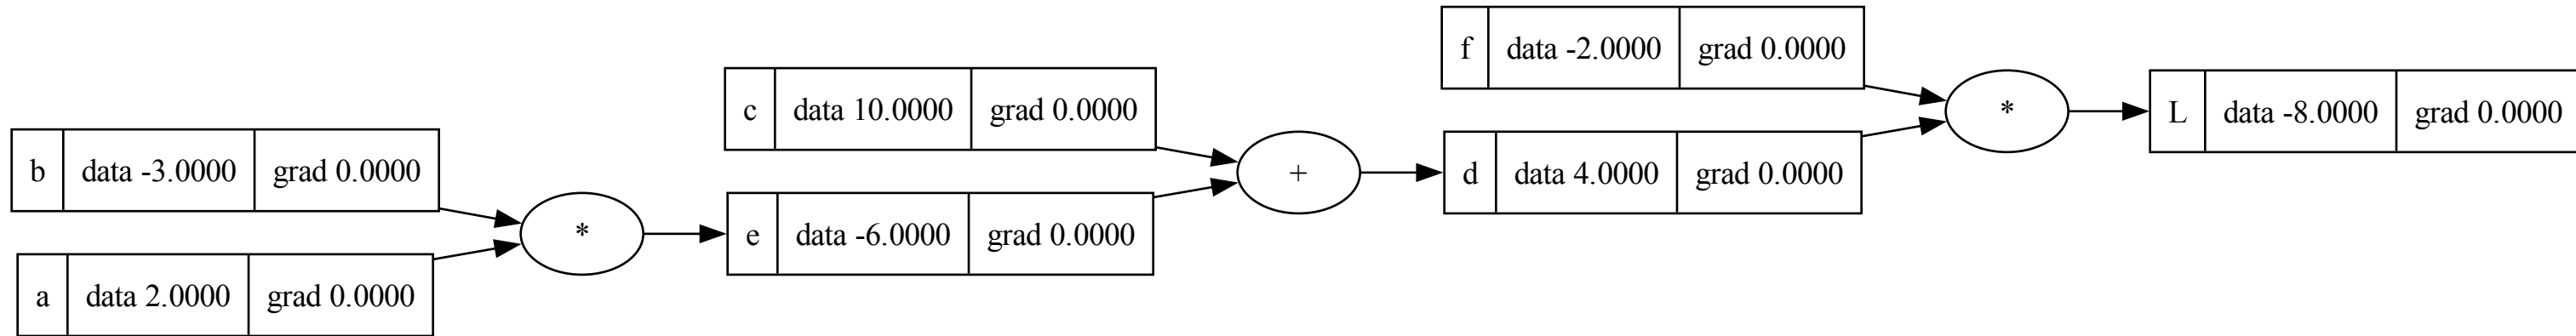 f data -2.0000 grad 0.0000
c data 10.0000 grad 0.0000
*
L data -8.0000 grad 0.0000
b data -3.0000 grad 0.0000
+
d data 4.0000 grad 0.0000
*
e data -6.0000 grad 0.0000
a data 2.0000 grad 0.0000